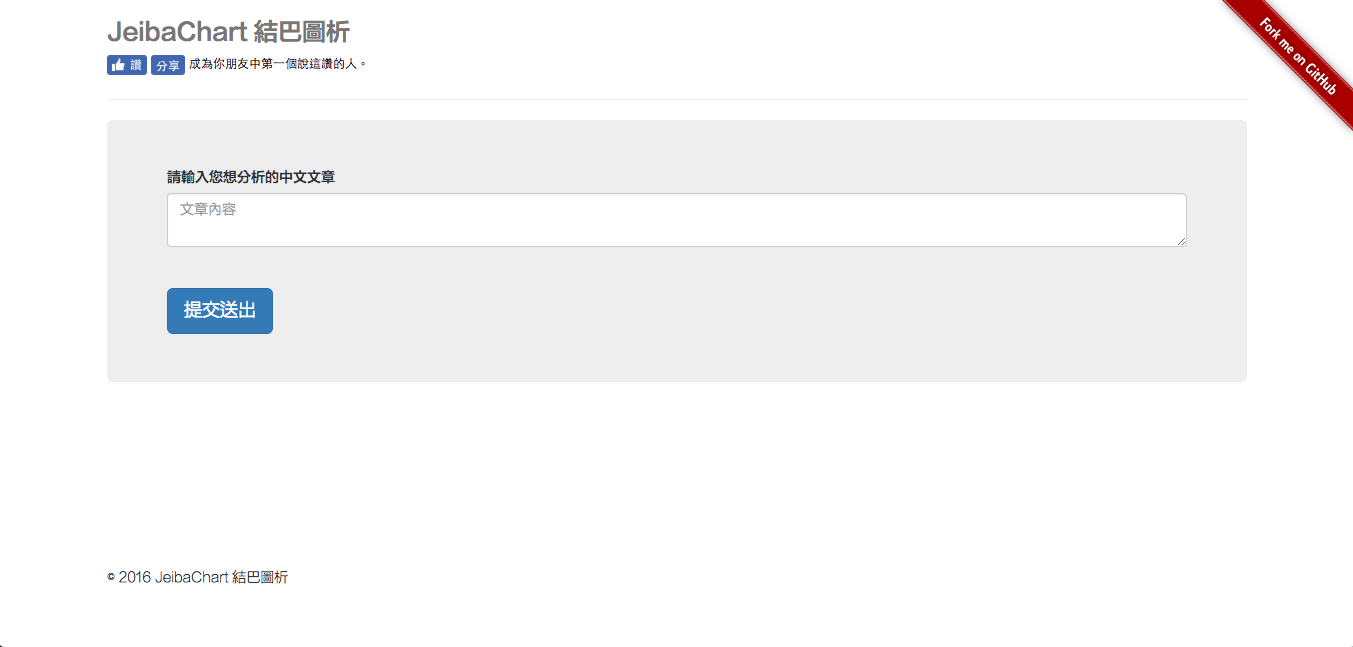 JeibaChart 結巴圖析
Fork me on GitHub
讚 分享 成為你朋友中第一個說這讚的人。
請輸入您想分析的中文文章
文章內容
提交送出
© 2016 JeibaChart 結巴圖析